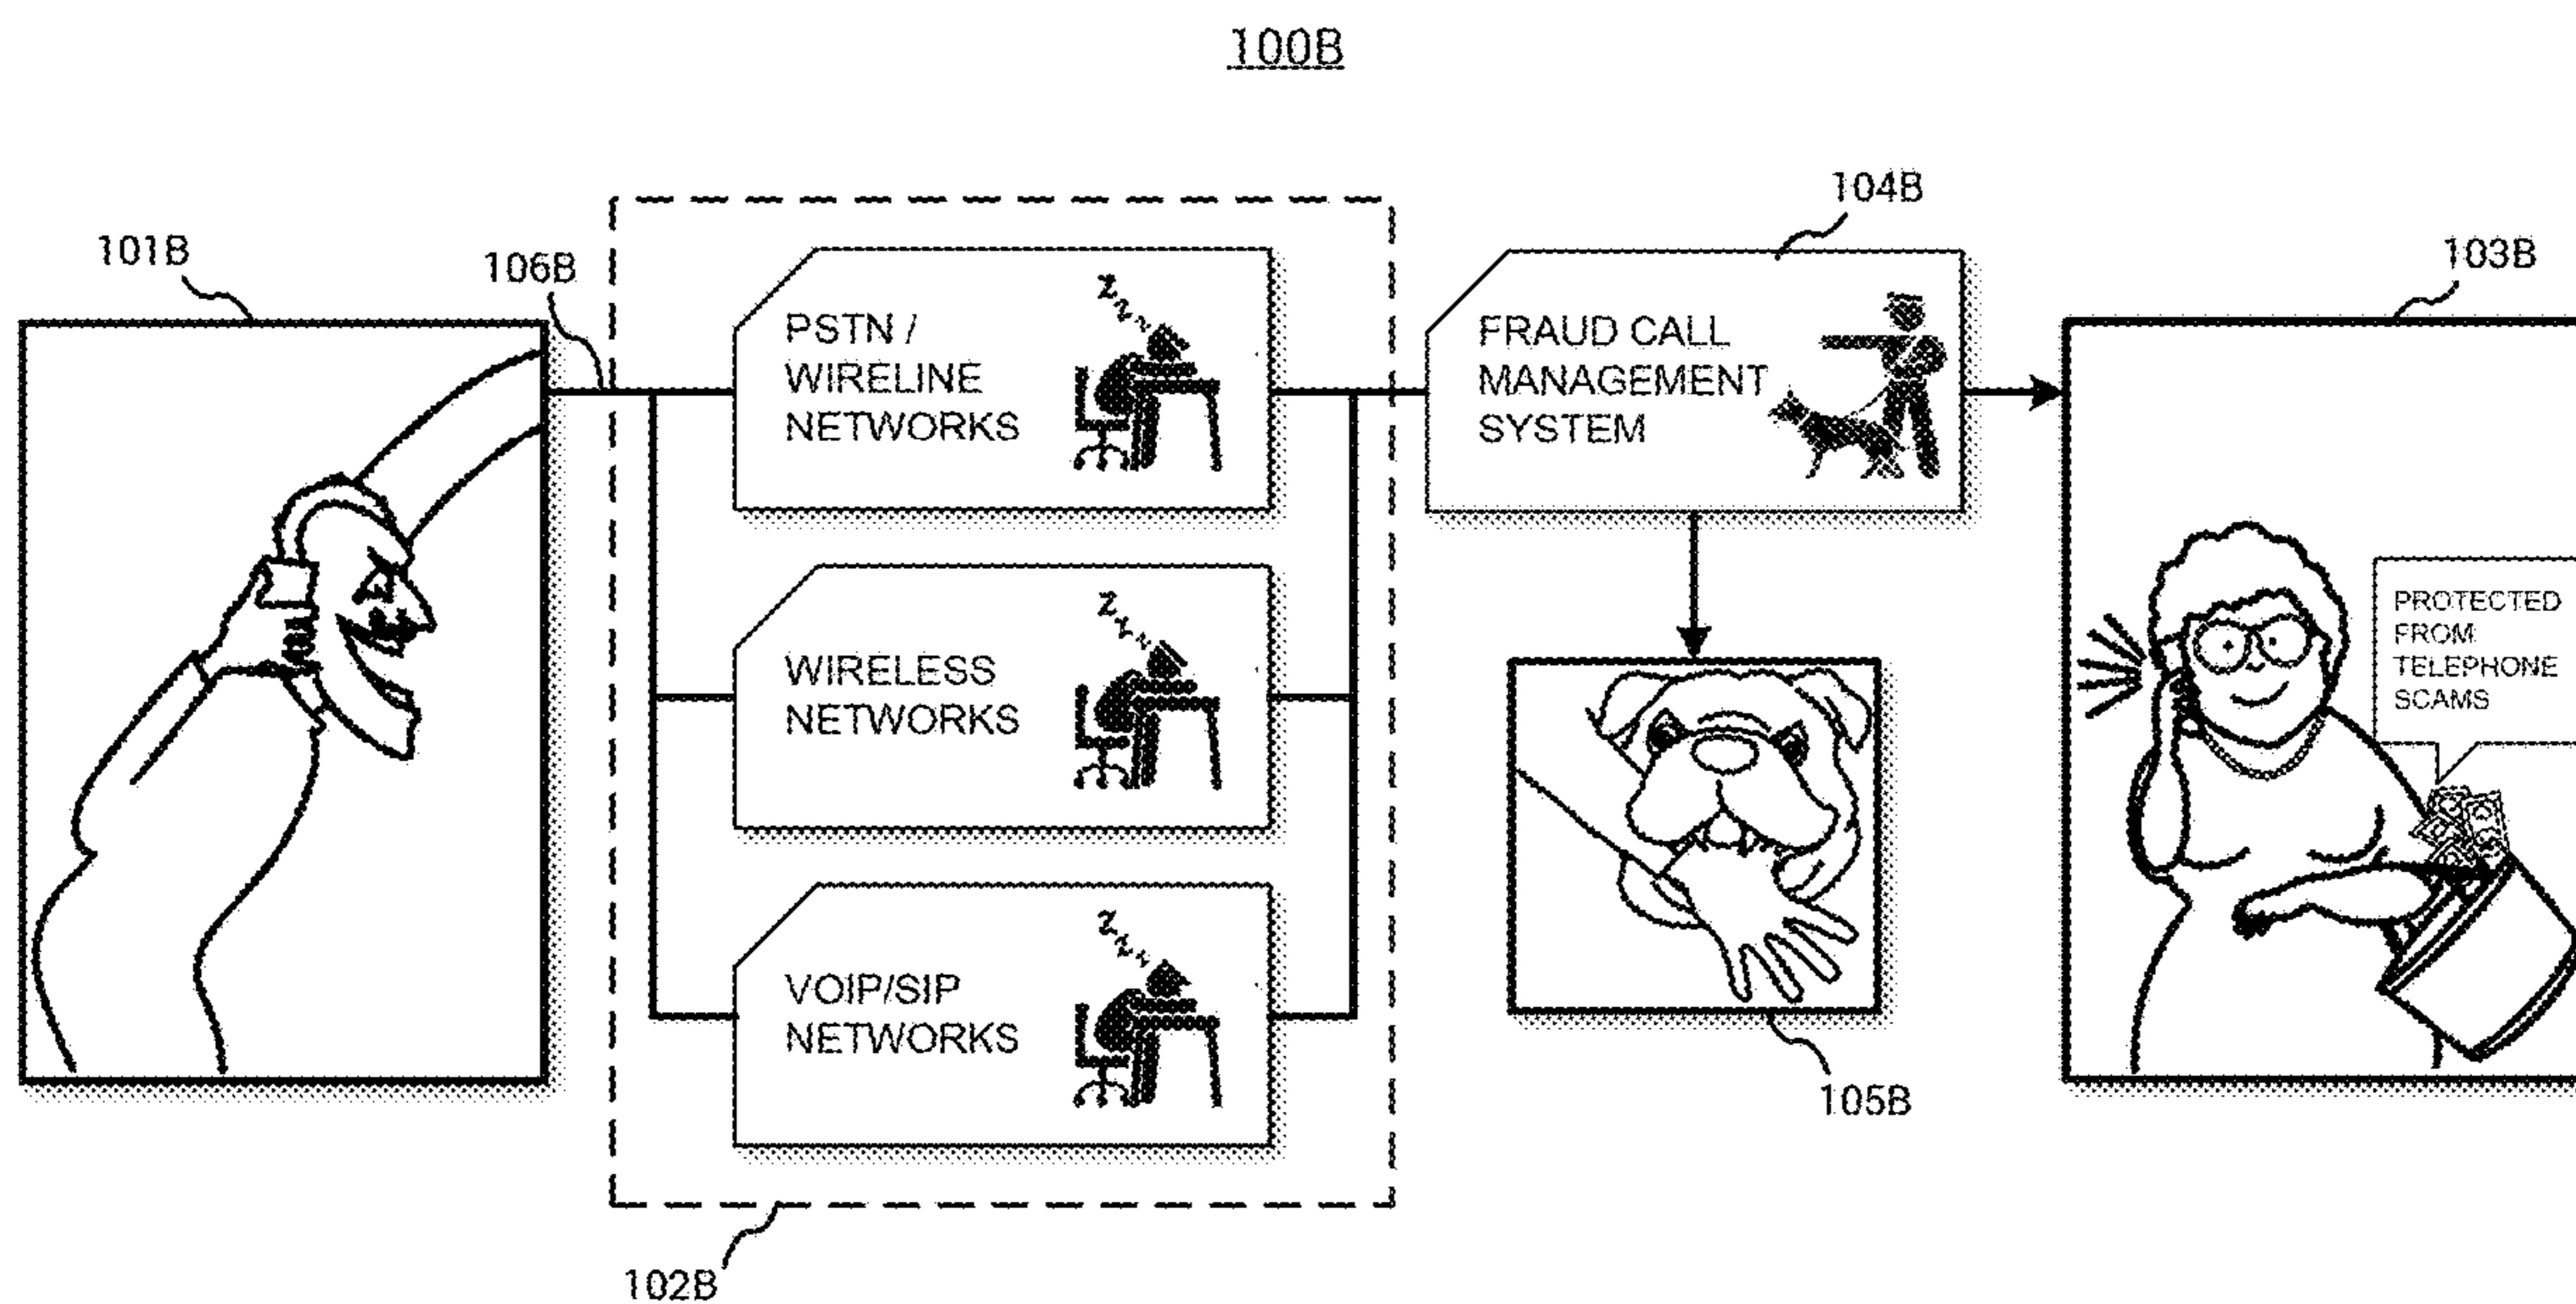 100B
101B
106B
104B
103B
PSTN /
WIRELINE
NETWORKS
Z Z Z Z
FRAUD CALL
MANAGEMENT
SYSTEM
WIRELESS
NETWORKS
Z Z Z Z
PROTECTED
FROM
TELEPHONE
SCAMS
VOIP/SIP
NETWORKS
Z Z Z Z
105B
102B